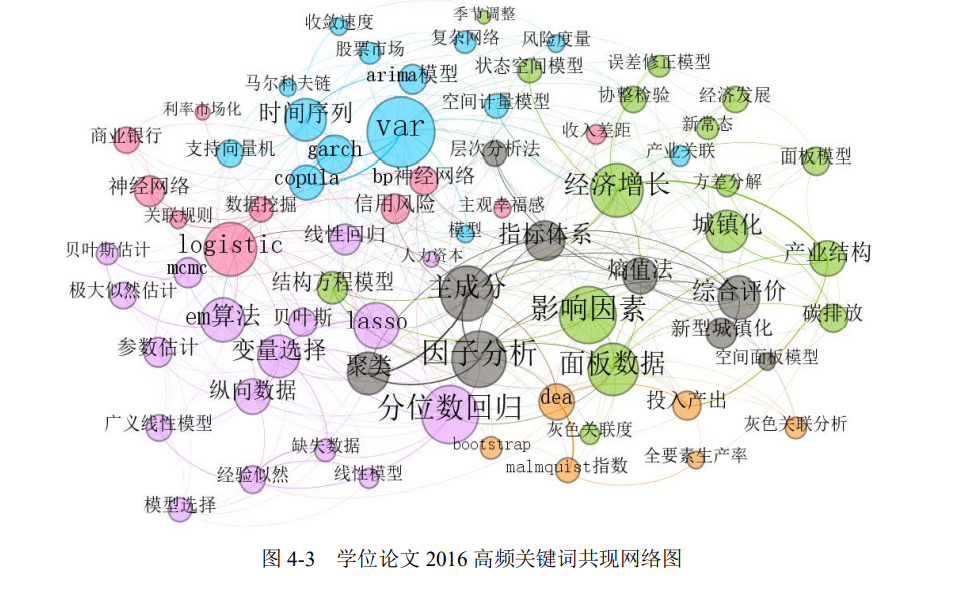 季节调整
收敛速度
复杂网络
风险度量
股票市场
误差修正模型
arima模型
状态空间模型
马尔科夫链
协整检验
经济发展
利率市场化
时间序列
空间计量模型
var
新常态
收入差距
商业银行
支持向量机
garch
层次分析法
产业关联
面板模型
copula
bp神经网络
经济增长
方差分解
神经网络
数据挖掘
信用风险
主观幸福感
关联规则
城镇化
线性回归
模型
指标体系
logistic
贝叶斯估计
人力资本
产业结构
mcmc
熵值法
结构方程模型
主成分
极大似然估计
综合评价
影响因素
em算法
贝叶斯
lasso
碳排放
新型城镇化
参数估计
变量选择
因子分析
空间面板模型
聚类
面板数据
纵向数据
dea
投入产出
分位数回归
广义线性模型
灰色关联度
灰色关联分析
缺失数据
bootstrap
全要素生产率
malmquist指数
经验似然
线性模型
模型选择
图 4-3 学位论文 2016 高频关键词共现网络图